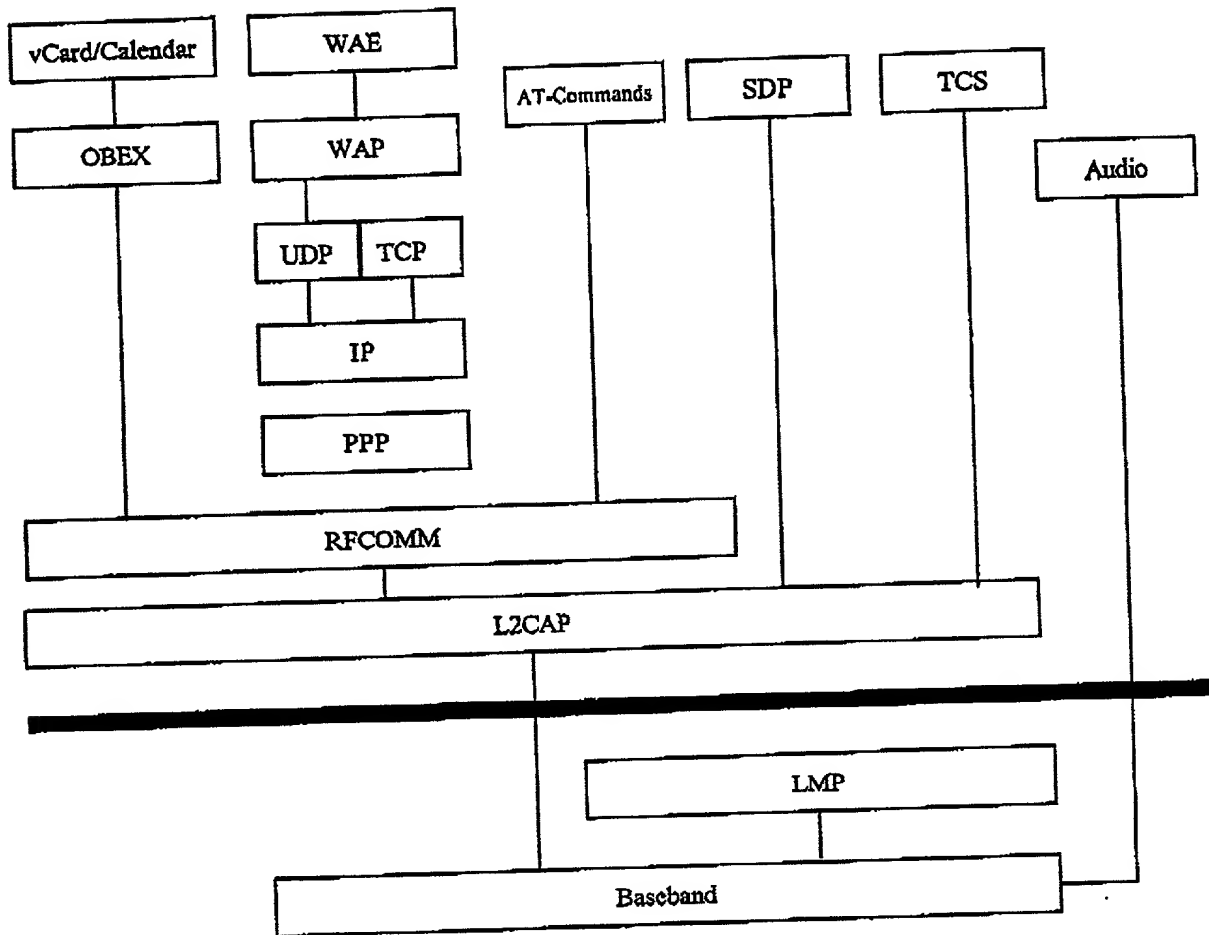 vCard/Calendar
WAE
AT-Commands
SDP
TCS
OBEX
WAP
Audio
UDP
TCP
IP
PPP
RFCOMM
L2CAP
LMP
Baseband